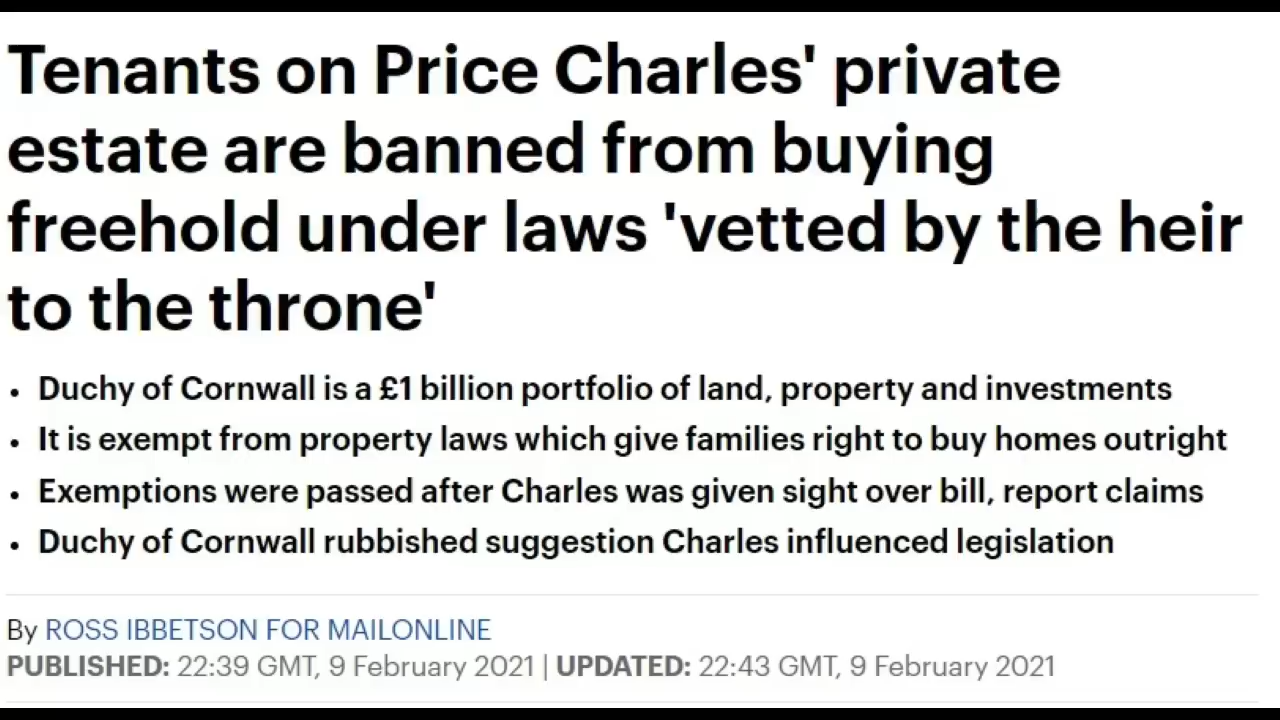 Tenants on Price Charles' private
estate are banned from buying
freehold under laws 'vetted by the heir
to the throne'
• Duchy of Cornwall is a £1 billion portfolio of land, property and investments
• It is exempt from property laws which give families right to buy homes outright
• Exemptions were passed after Charles was given sight over bill, report claims
• Duchy of Cornwall rubbished suggestion Charles influenced legislation
By ROSS IBBETSON FOR MAILONLINE
PUBLISHED: 22:39 GMT, 9 February 2021 | UPDATED: 22:43 GMT, 9 February 2021